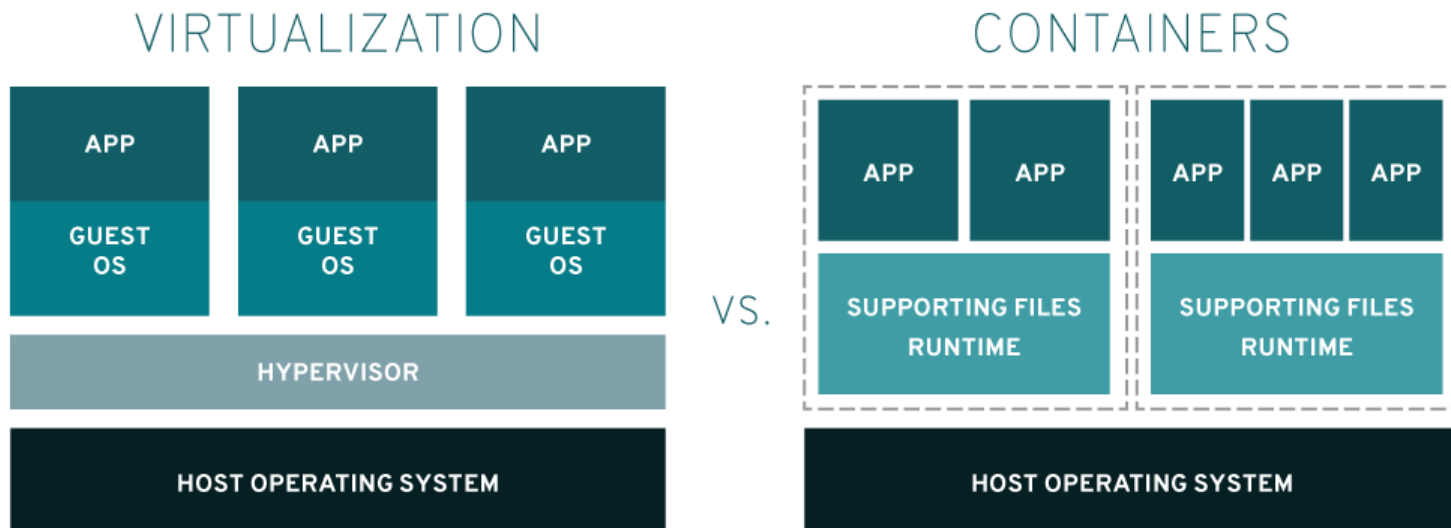 VIRTUALIZATION
APP
APP
APP
GUEST
OS
GUEST
OS
GUEST
OS
HYPERVISOR
HOST OPERATING SYSTEM
VS.
CONTAINERS
APP
APP
APP
APP
APP
SUPPORTING FILES
RUNTIME
SUPPORTING FILES
RUNTIME
HOST OPERATING SYSTEM